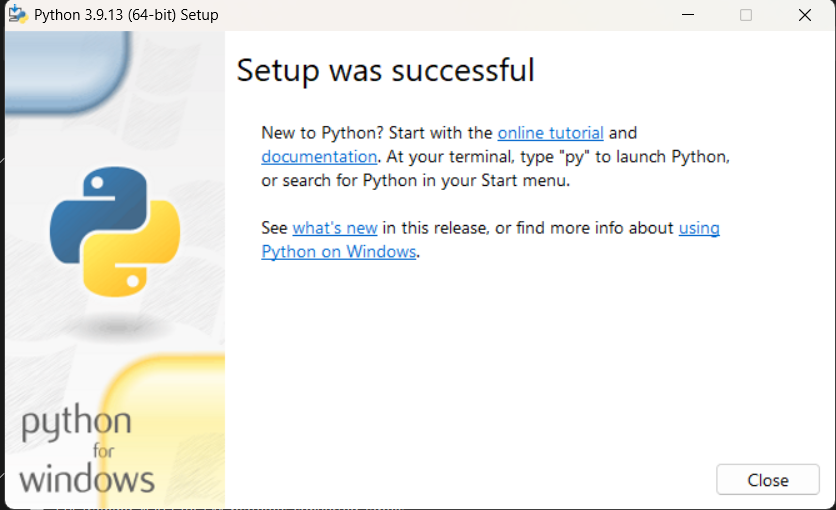 Python 3.9.13 (64-bit) Setup
Setup was successful
New to Python? Start with the online tutorial and
documentation. At your terminal, type "py" to launch Python,
or search for Python in your Start menu.
See what's new in this release, or find more info about using
Python on Windows.
python
for
windows
Close